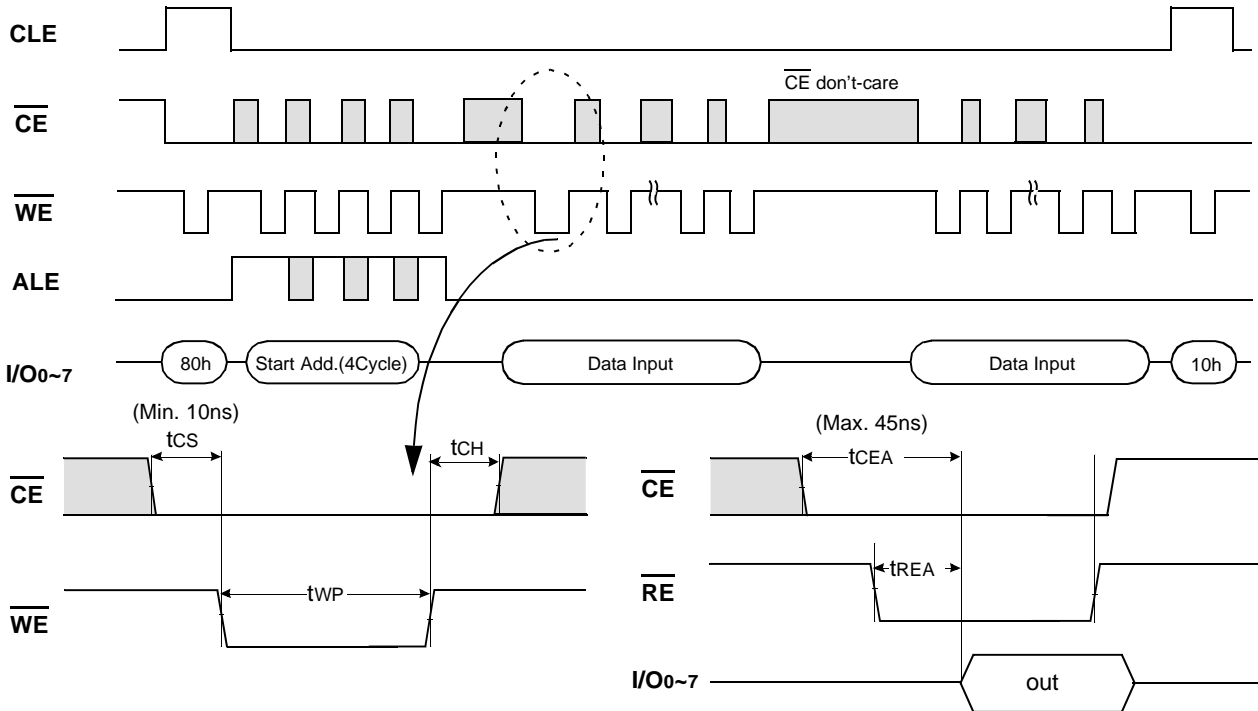 CLE
CE don't-care
CE
WE
ALE
I/O0~7 80h Start Add.(4Cycle) Data Input Data Input 10h
(Min. 10ns)
tCS tCH
CE
tWP
WE
(Max. 45ns)
tCEA
CE
tREA
RE
I/O0~7 out